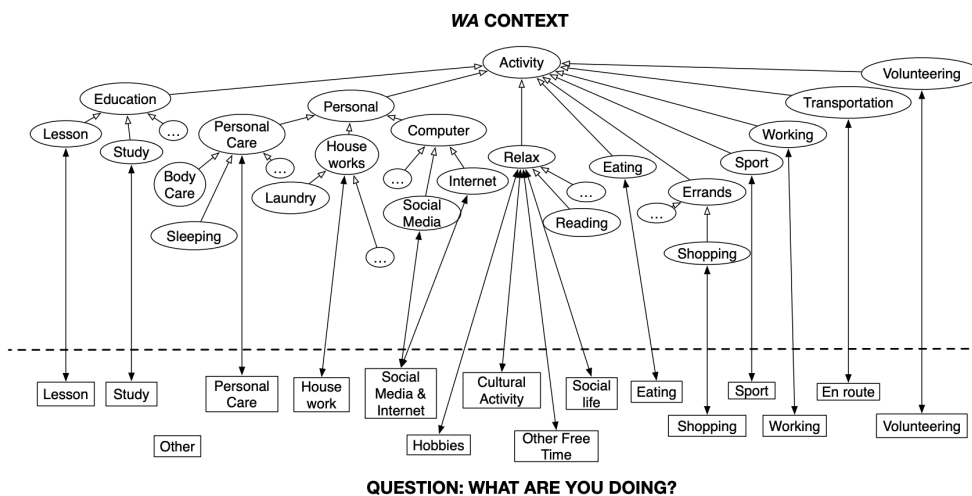 WA CONTEXT
Activity
Volunteering
Education
Transportation
Personal
Lesson
...
Personal
Care
Computer
Working
Study
House
works
Relax
Sport
Eating
...
Body
Care
...
Internet
...
Errands
Laundry
Social
Media
Reading
...
Sleeping
Shopping
...
Lesson
Study
Personal
Care
House
work
Social
Media &
Internet
Cultural
Activity
Social
life
Eating
Sport
En route
Other
Hobbies
Other Free
Time
Shopping
Working
Volunteering
QUESTION: WHAT ARE YOU DOING?